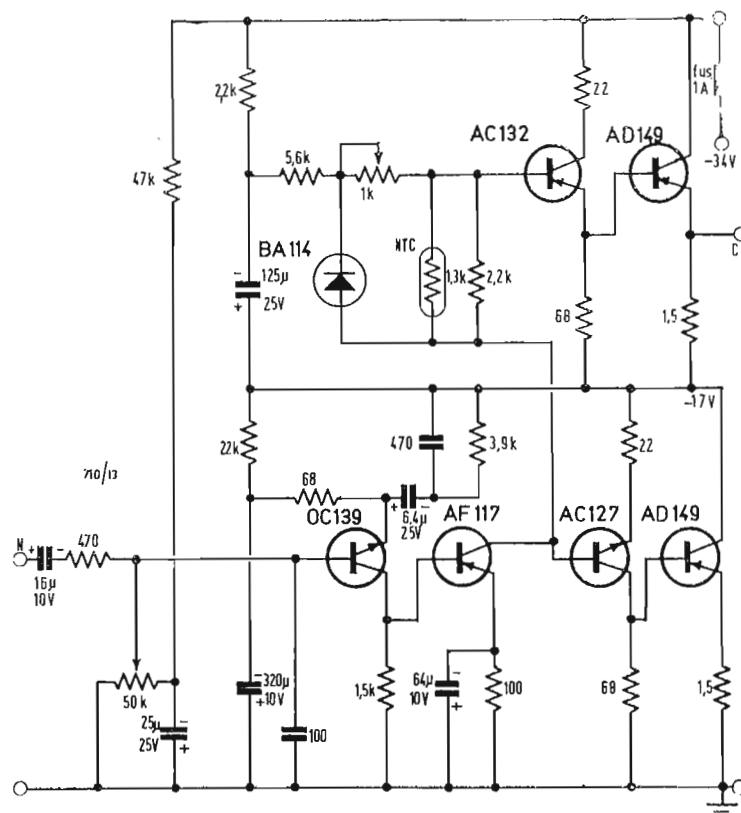 fus
1A
22
2,2k
AC132
AD149
-34V
5,6k
47k
1k
C
NTC
BA114
1,3k
2,2k
- 125µ
+ 25V
68
1,5
-17V
22k
470
3,9k
22
710/13
68
+ -
6,4µ
25V
OC139
AF117
AC127
AD149
N + - 470
16µ
10V
- 320µ
+ 10V
1,5k
64µ -
10V +
100
68
1,5
50k
25µ -
25V +
100